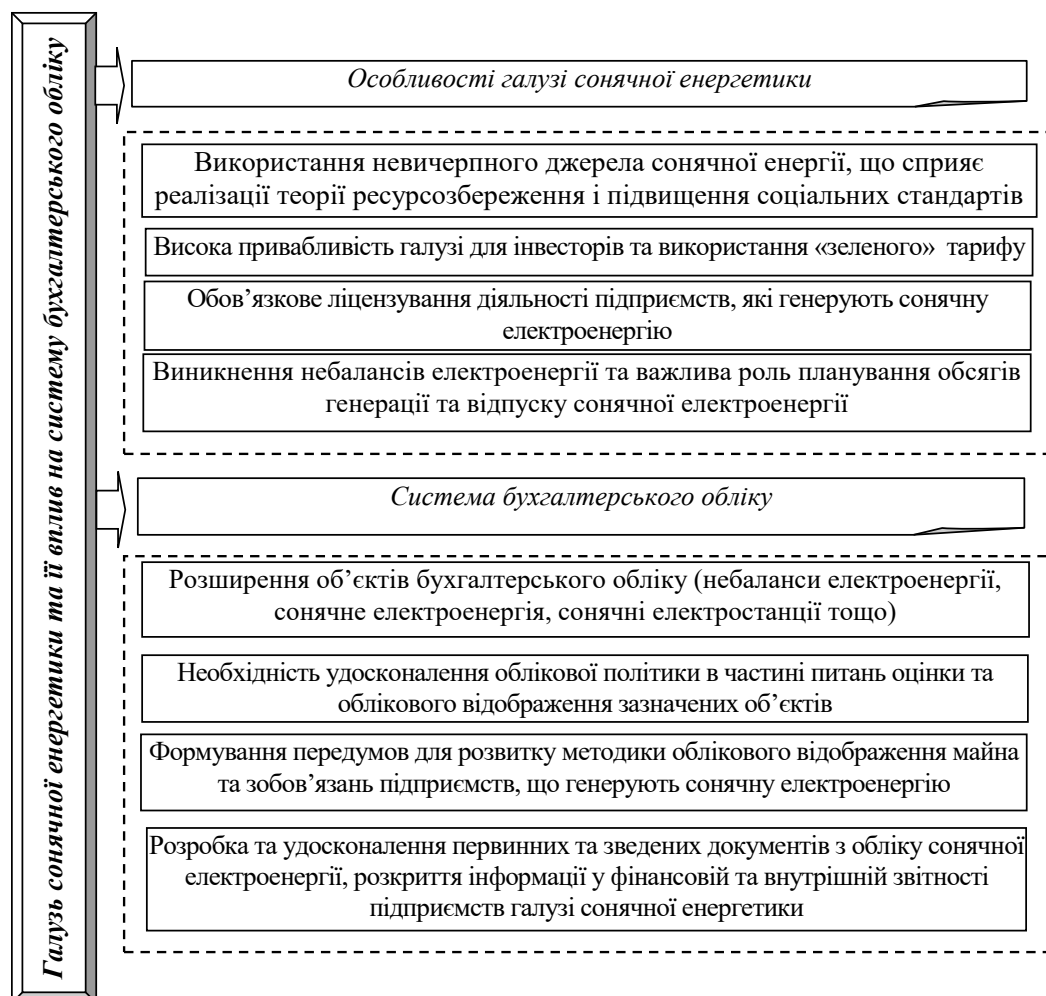 Галузь сонячної енергетики та її вплив на систему бухгалтерського обліку
Особливості галузі сонячної енергетики
Використання невичерпного джерела сонячної енергії, що сприяє
реалізації теорії ресурсозбереження і підвищення соціальних стандартів
Висока привабливість галузі для інвесторів та використання «зеленого» тарифу
Обов’язкове ліцензування діяльності підприємств, які генерують сонячну
електроенергію
Виникнення небалансів електроенергії та важлива роль планування обсягів
генерації та відпуску сонячної електроенергії
Система бухгалтерського обліку
Розширення об’єктів бухгалтерського обліку (небаланси електроенергії,
сонячне електроенергія, сонячні електростанції тощо)
Необхідність удосконалення облікової політики в частині питань оцінки та
облікового відображення зазначених об’єктів
Формування передумов для розвитку методики облікового відображення майна
та зобов’язань підприємств, що генерують сонячну електроенергію
Розробка та удосконалення первинних та зведених документів з обліку сонячної
електроенергії, розкриття інформації у фінансовій та внутрішній звітності
підприємств галузі сонячної енергетики